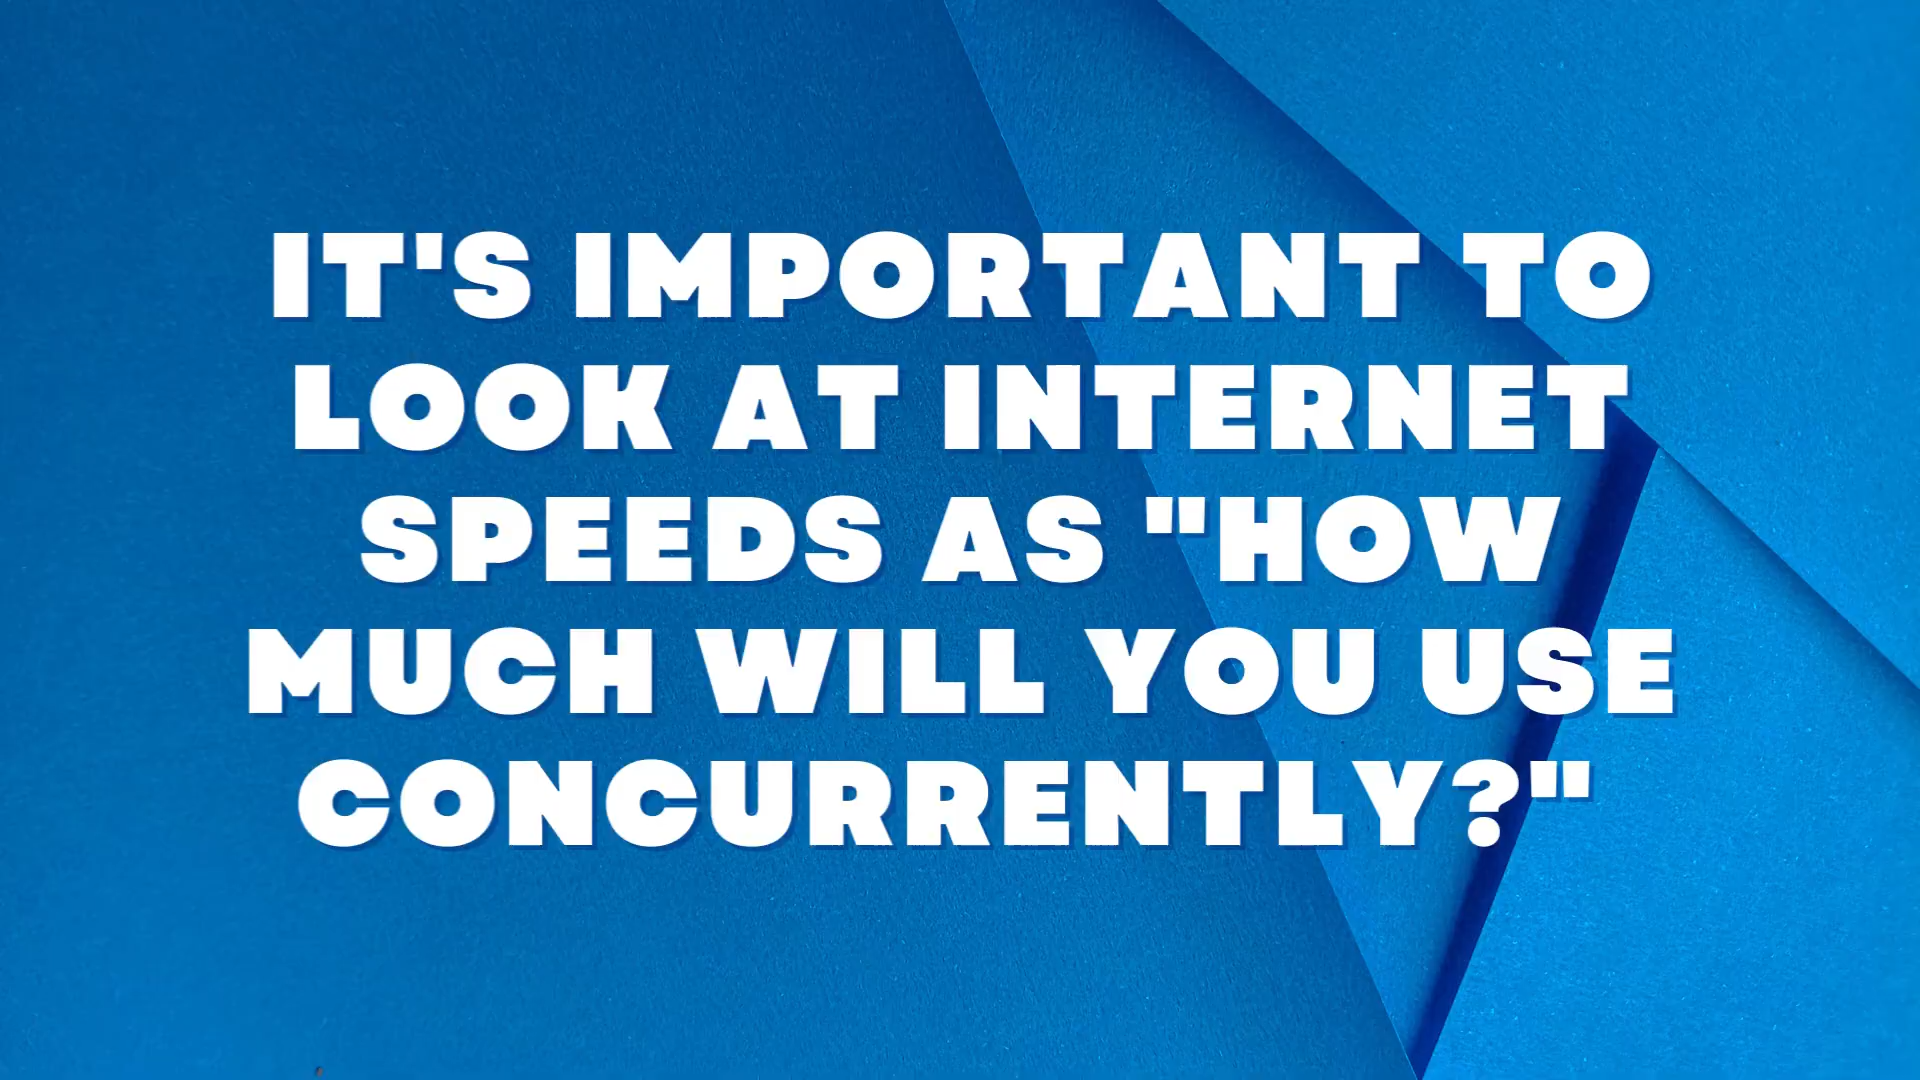 IT'S IMPORTANT TO
LOOK AT INTERNET
SPEEDS AS "HOW
MUCH WILL YOU USE
CONCURRENTLY?"